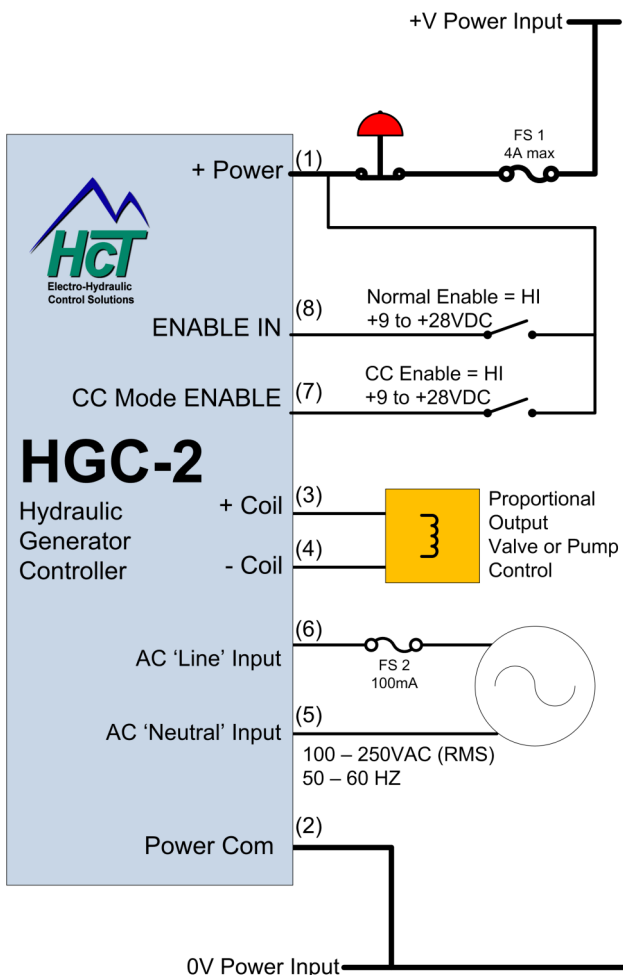 +V Power Input
FS 1
4A max
+ Power
(1)
HcT
Electro-Hydraulic
Control Solutions
ENABLE IN
(8)
Normal Enable = HI
+9 to +28VDC
CC Mode ENABLE
(7)
CC Enable = HI
+9 to +28VDC
HGC-2
Hydraulic
Generator
Controller
+ Coil
(3)
- Coil
(4)
Proportional
Output
Valve or Pump
Control
AC ‘Line’ Input
(6)
FS 2
100mA
AC ‘Neutral’ Input
(5)
100 – 250VAC (RMS)
50 – 60 HZ
Power Com
(2)
0V Power Input